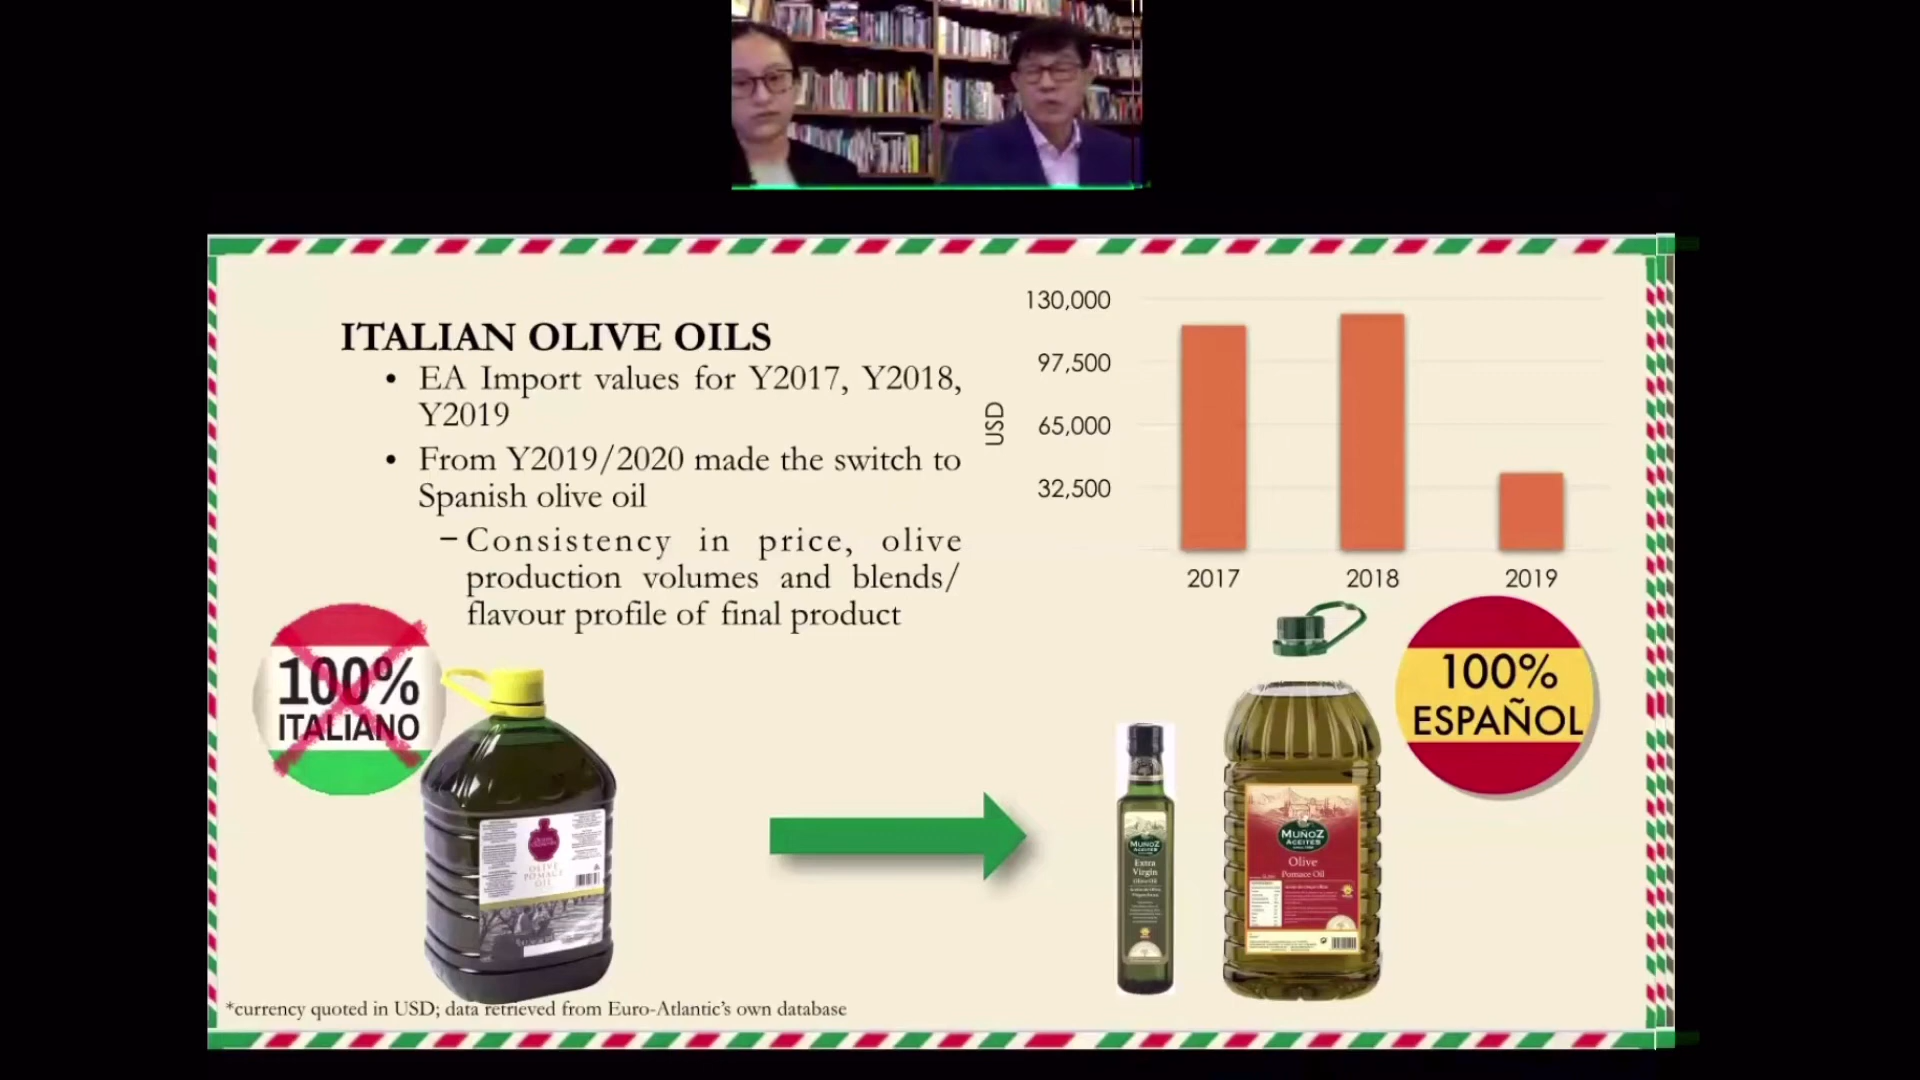 ITALIAN OLIVE OILS
• EA Import values for Y2017, Y2018,
Y2019
• From Y2019/2020 made the switch to
Spanish olive oil
– Consistency in price, olive
production volumes and blends/
flavour profile of final product
USD
130,000
97,500
65,000
32,500
2017 2018 2019
100%
ITALIANO
OLIVE
POMACE
OIL
MUÑOZ
ACEITES
Extra
Virgin
Olive Oil
MUÑOZ
ACEITES
Olive
Pomace Oil
100%
ESPAÑOL
*currency quoted in USD; data retrieved from Euro-Atlantic's own database